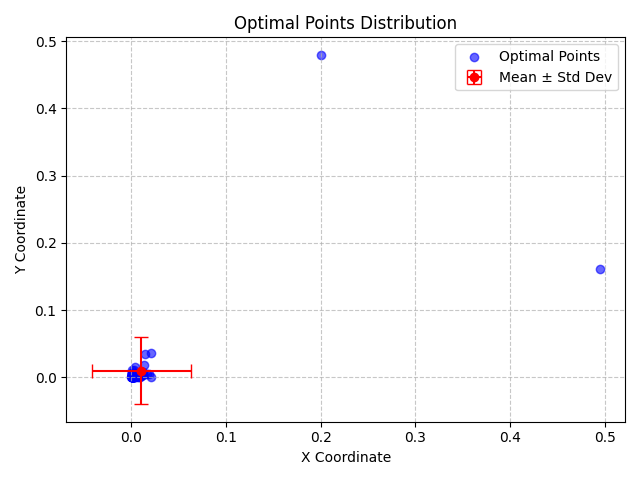 Optimal Points Distribution
0.5
0.4
0.3
0.2
0.1
0.0
Y Coordinate
Optimal Points
Mean ± Std Dev
0.0 0.1 0.2 0.3 0.4 0.5
X Coordinate